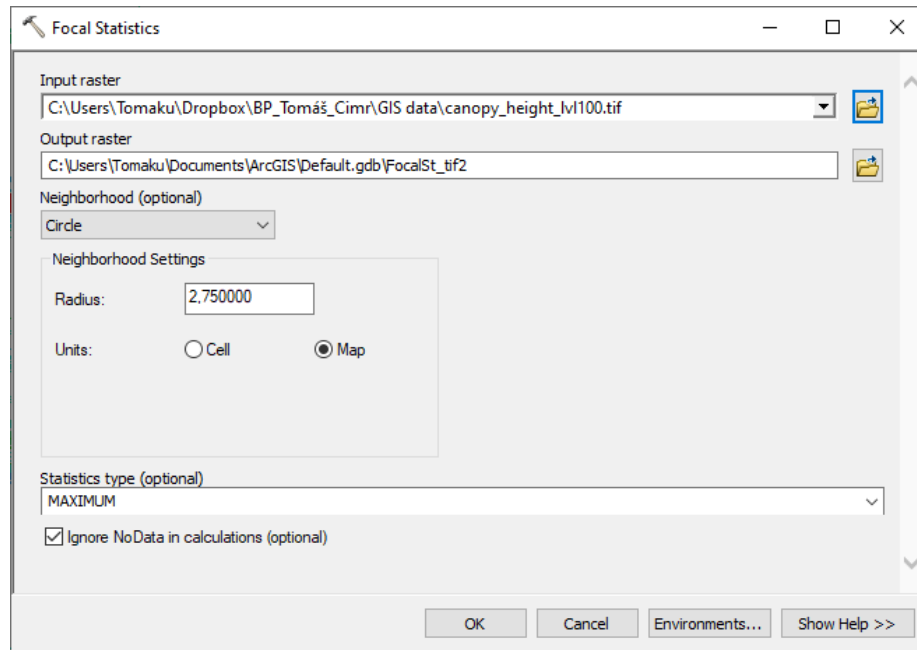 Focal Statistics
Input raster
C:\Users\Tomaku\Dropbox\BP_Tomáš_Cimr\GIS data\canopy_height_lvl100.tif
Output raster
C:\Users\Tomaku\Documents\ArcGIS\Default.gdb\FocalSt_tif2
Neighborhood (optional)
Circle
Neighborhood Settings
Radius: 2,750000
Units: Cell Map
Statistics type (optional)
MAXIMUM
Ignore NoData in calculations (optional)
OK Cancel Environments... Show Help >>